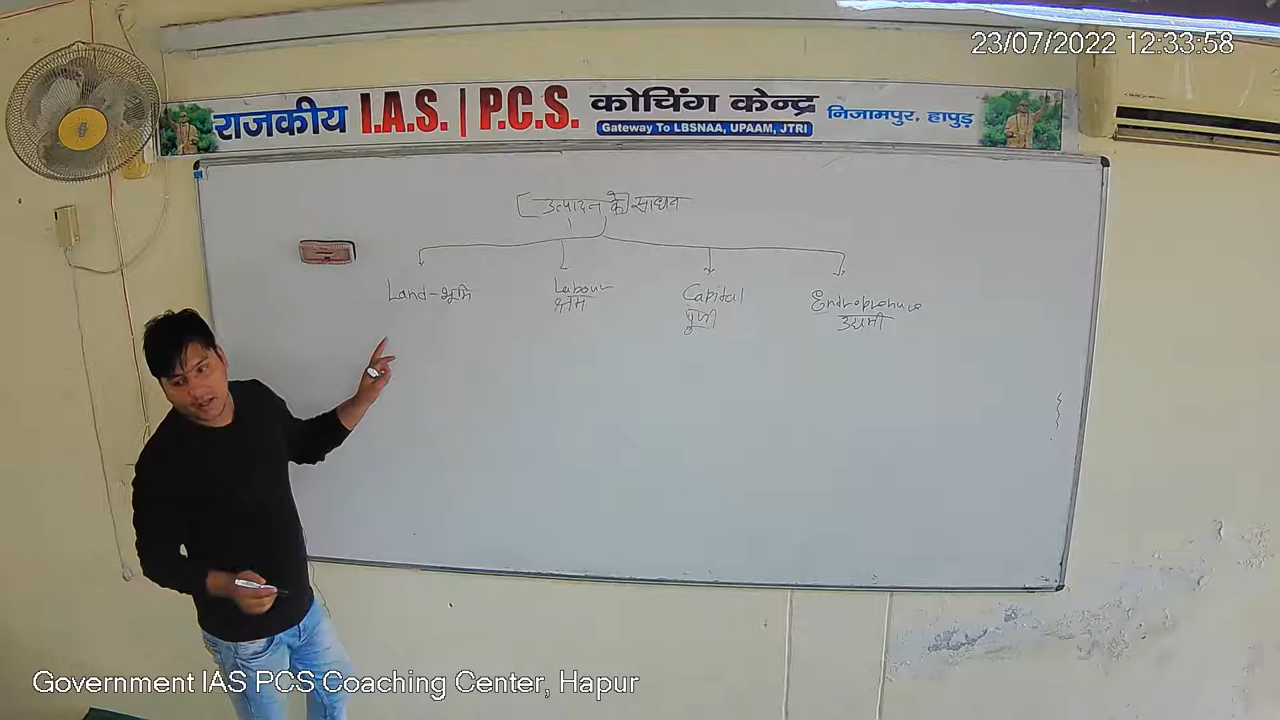 23/07/2022 12:33:58
राजकीय I.A.S. | P.C.S. कोचिंग केन्द्र निजामपुर, हापुड़
Gateway To LBSNAA, UPAAM, JTRI
[उत्पादन के] साधन
Land-भूमि
Labour
श्रम
Capital
पूंजी
Entroprenure
उद्यमी
Government IAS PCS Coaching Center, Hapur